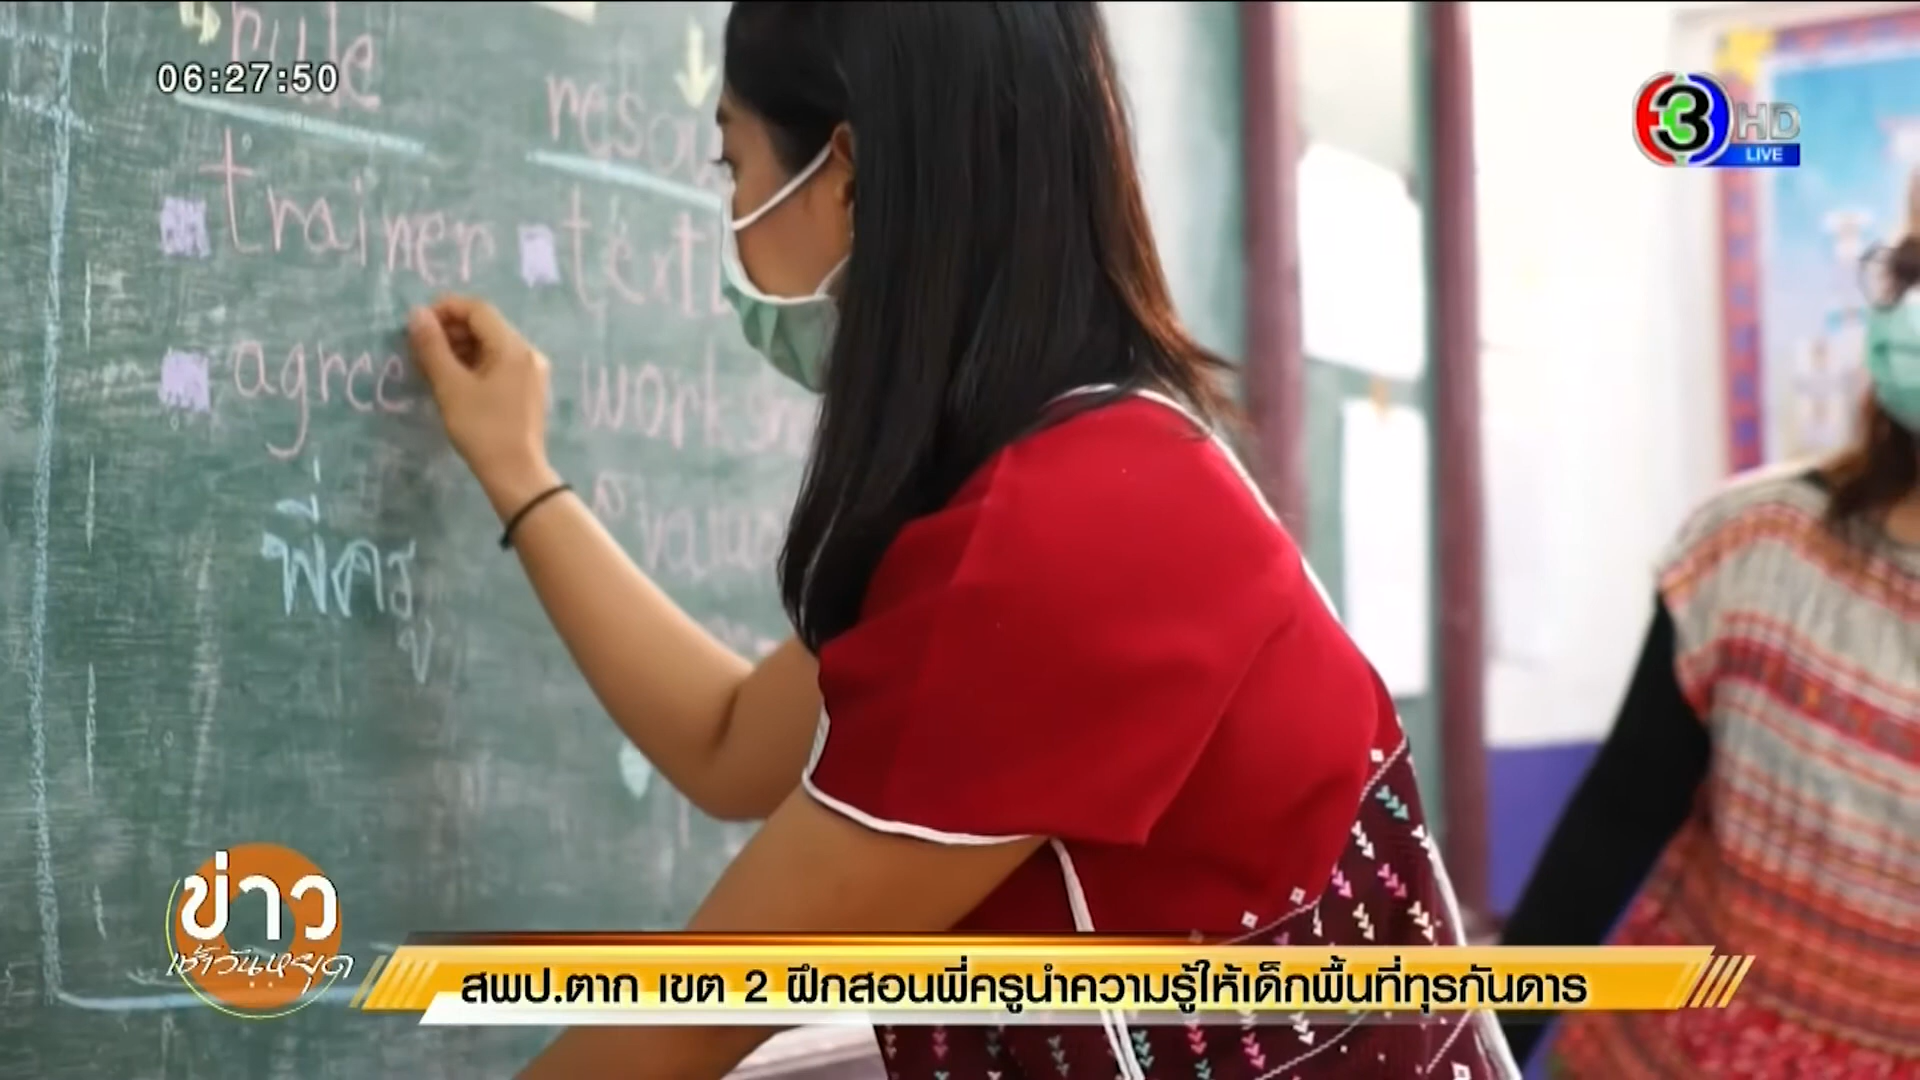 06:27:50
3 HD
LIVE
rule
trainer
agree
work
พี่ครู
ข่าว
เช้าวันหยุด
สพป.ตาก เขต 2 ฝึกสอนพี่ครูนำความรู้ให้เด็กพื้นที่ทุรกันดาร